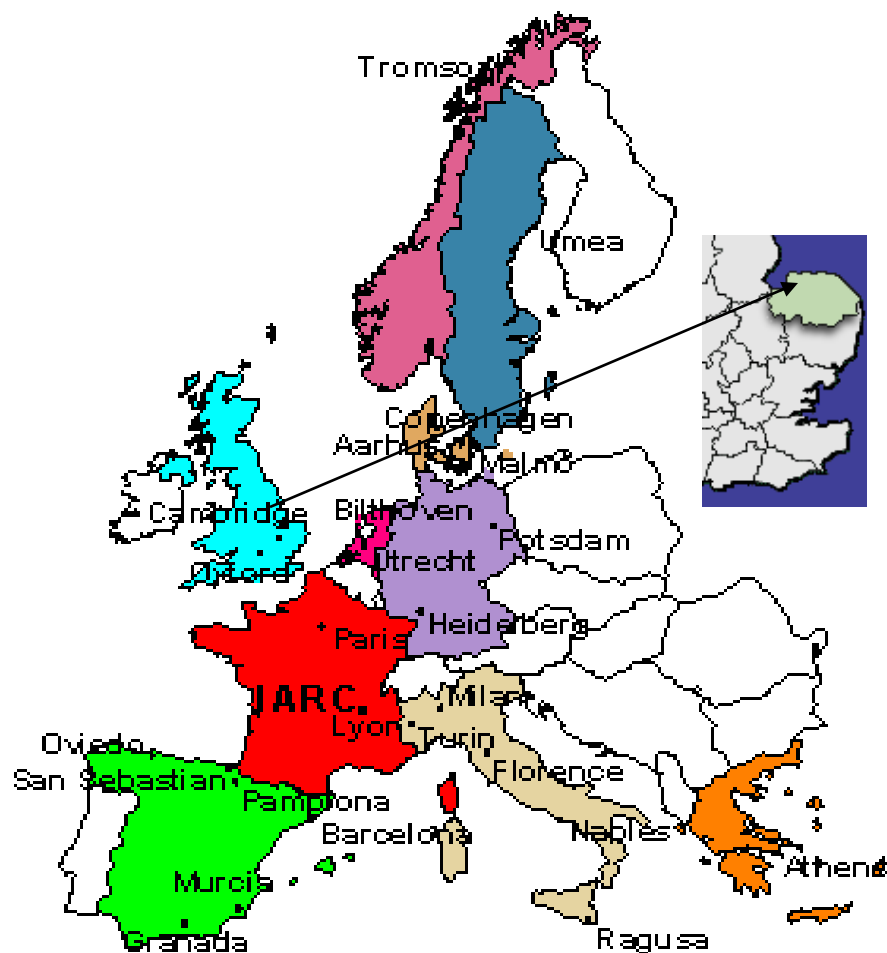 Tromso
Umea
Copenhagen
Aarhus
Malmo
Cambridge
Bilthoven
Potsdam
Utrecht
Oxford
Heidelberg
Paris
IARC
Milan
Lyon
Turin
Oviedo
Florence
San Sebastian
Pamplona
Barcelona
Naples
Athens
Murcia
Granada
Ragusa